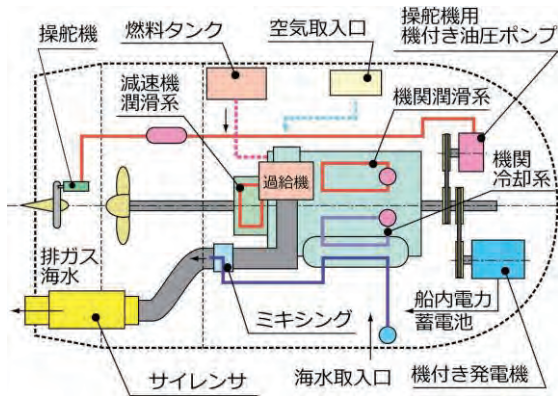 操舵機
燃料タンク
空気取入口
操舵機用
機付き油圧ポンプ
減速機
潤滑系
機関潤滑系
機関
冷却系
過給機
排ガス
海水
ミキシング
船内電力
蓄電池
サイレンサ
海水取入口
機付き発電機